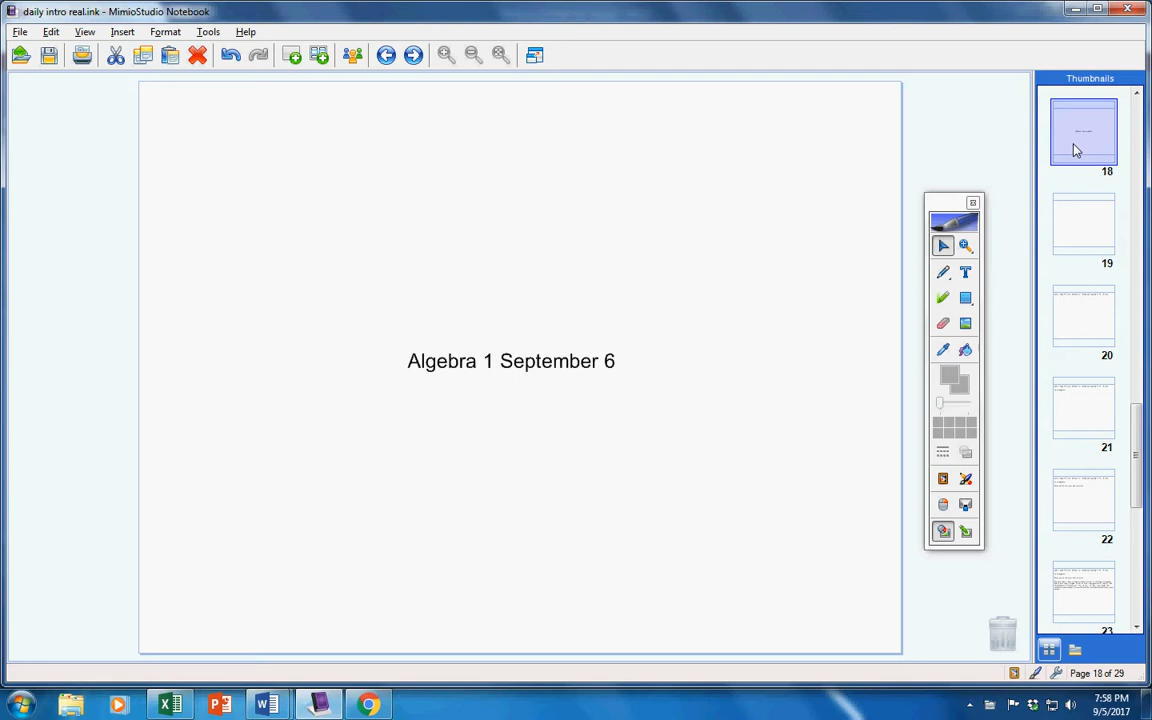 daily intro real.ink - MimioStudio Notebook
File Edit View Insert Format Tools Help
Thumbnails
18
Algebra 1 September 6
19
20
21
22
23
Page 18 of 29
7:58 PM
9/5/2017